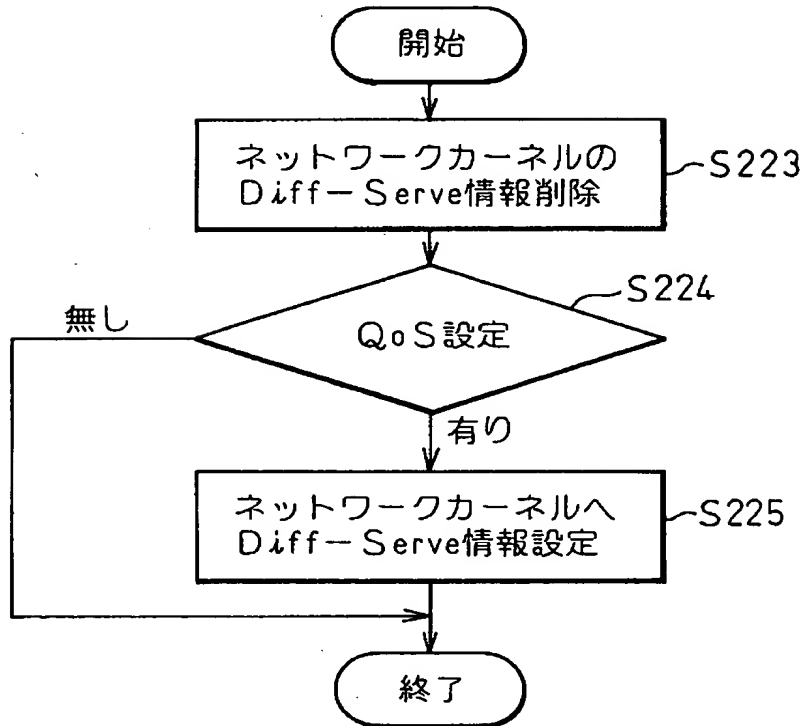 開始
ネットワークカーネルの
Diff-Serve情報削除
S223
S224
無し
QoS設定
有り
ネットワークカーネルへ
Diff-Serve情報設定
S225
終了